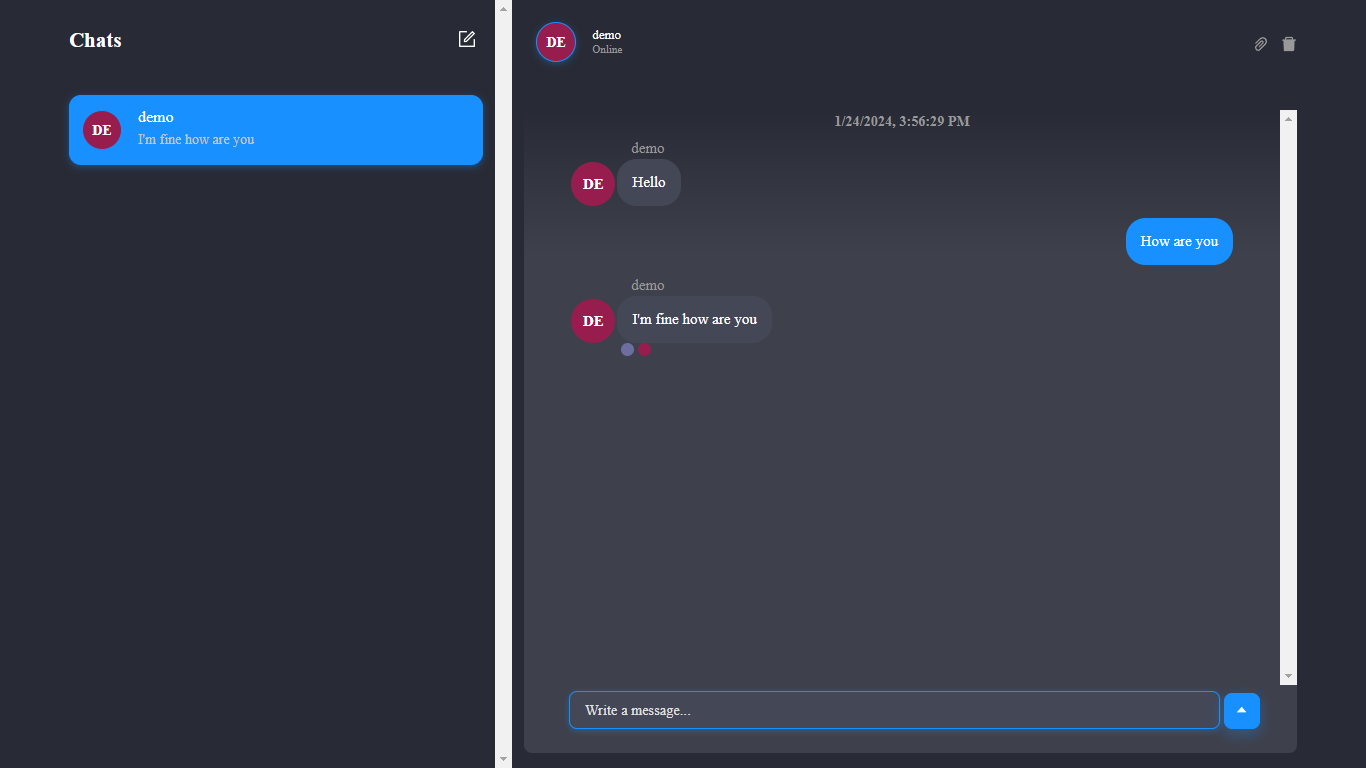 Chats
DE
demo
I'm fine how are you
DE
demo
Online
1/24/2024, 3:56:29 PM
demo
DE
Hello
How are you
demo
DE
I'm fine how are you
Write a message...